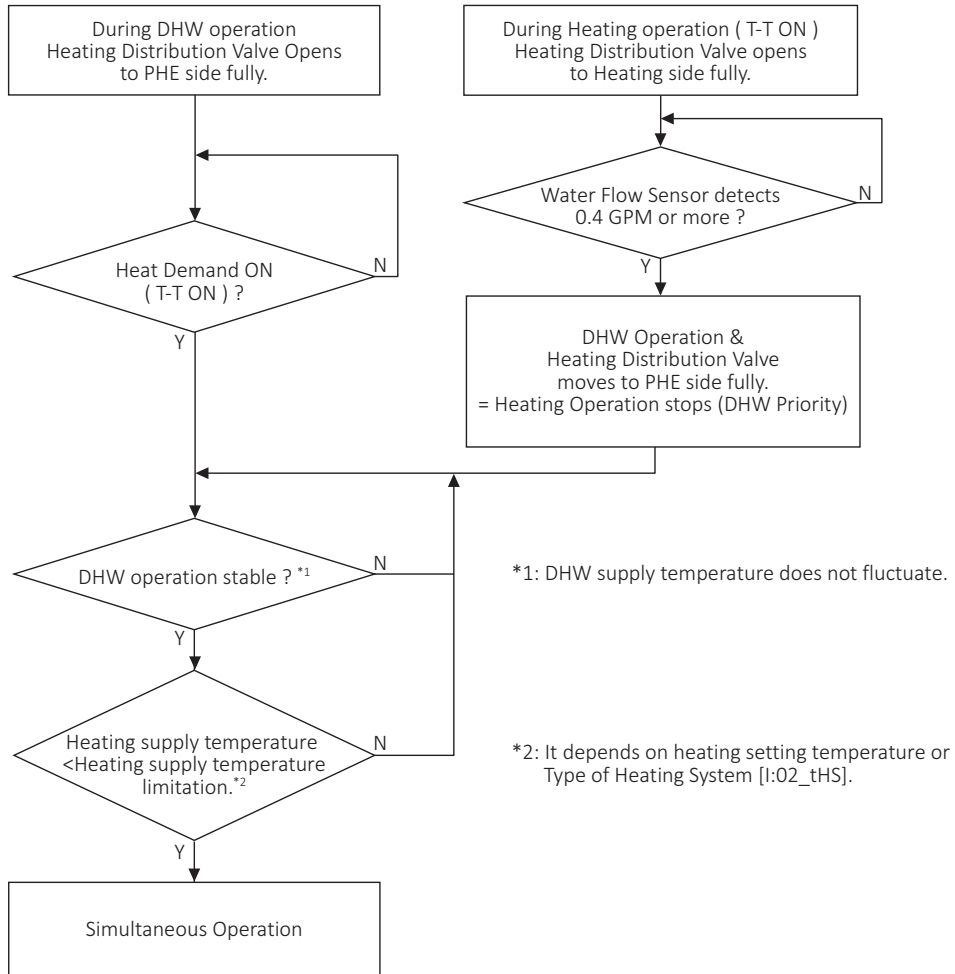 During DHW operation
Heating Distribution Valve Opens
to PHE side fully.
During Heating operation ( T-T ON )
Heating Distribution Valve opens
to Heating side fully.
Water Flow Sensor detects
0.4 GPM or more ?
N
Y
Heat Demand ON
( T-T ON ) ?
N
Y
DHW Operation &
Heating Distribution Valve
moves to PHE side fully.
= Heating Operation stops (DHW Priority)
DHW operation stable ? *1
N
Y
*1: DHW supply temperature does not fluctuate.
Heating supply temperature
<Heating supply temperature
limitation.*2
N
Y
*2: It depends on heating setting temperature or
Type of Heating System [I:02_tHS].
Simultaneous Operation